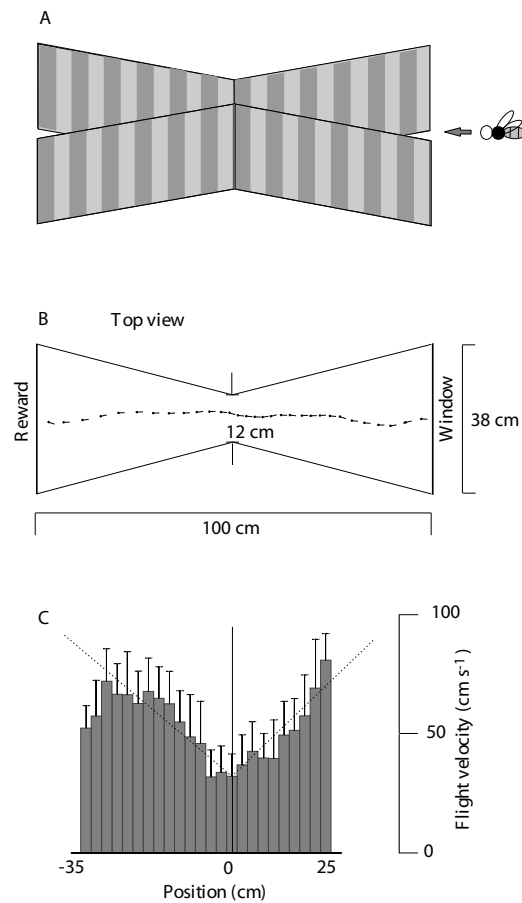 A
B
Top view
Reward
12 cm
Window
38 cm
100 cm
C
100
50
0
Flight velocity (cm s-1)
-35
0
25
Position (cm)